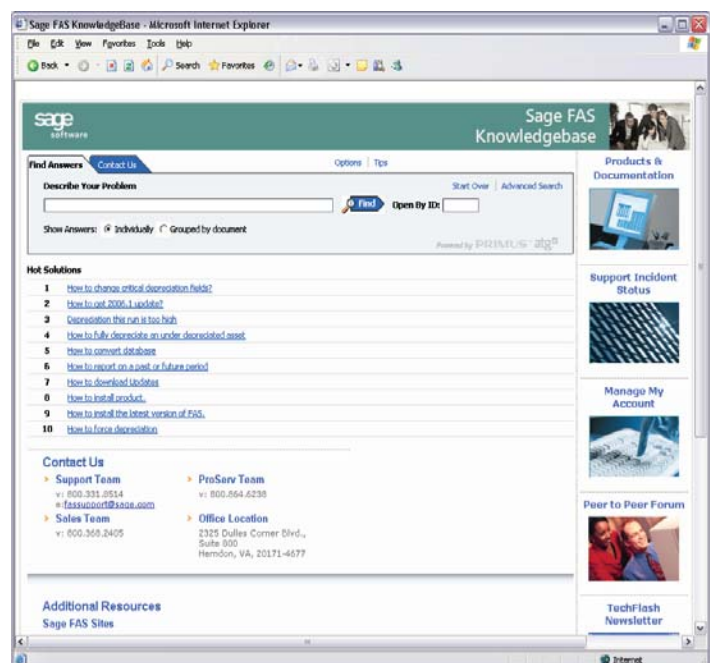 Sage FAS KnowledgeBase - Microsoft Internet Explorer
File Edit View Favorites Tools Help
Back Search Favorites
sage
software
Sage FAS
Knowledgebase
Find Answers Contact Us Options Tips
Describe Your Problem Start Over Advanced Search
Find Open By ID:
Show Answers: Individually Grouped by document
Powered by PRIMUS atg
Hot Solutions
1 How to change critical depreciation fields?
2 How to get 2006.1 update?
3 Depreciation this run is too high
4 How to fully depreciate an under depreciated asset
5 How to convert database
6 How to report on a past or future period
7 How to download Updates
8 How to install product.
9 How to install the latest version of FAS.
10 How to force depreciation
Contact Us
Support Team
v: 800.331.8514
e:fassupport@sage.com
Sales Team
v: 800.368.2405
ProServ Team
v: 800.864.6238
Office Location
2325 Dulles Corner Blvd.,
Suite 800
Herndon, VA, 20171-4677
Additional Resources
Sage FAS Sites
Products &
Documentation
Support Incident
Status
Manage My
Account
Peer to Peer Forum
TechFlash
Newsletter
Internet